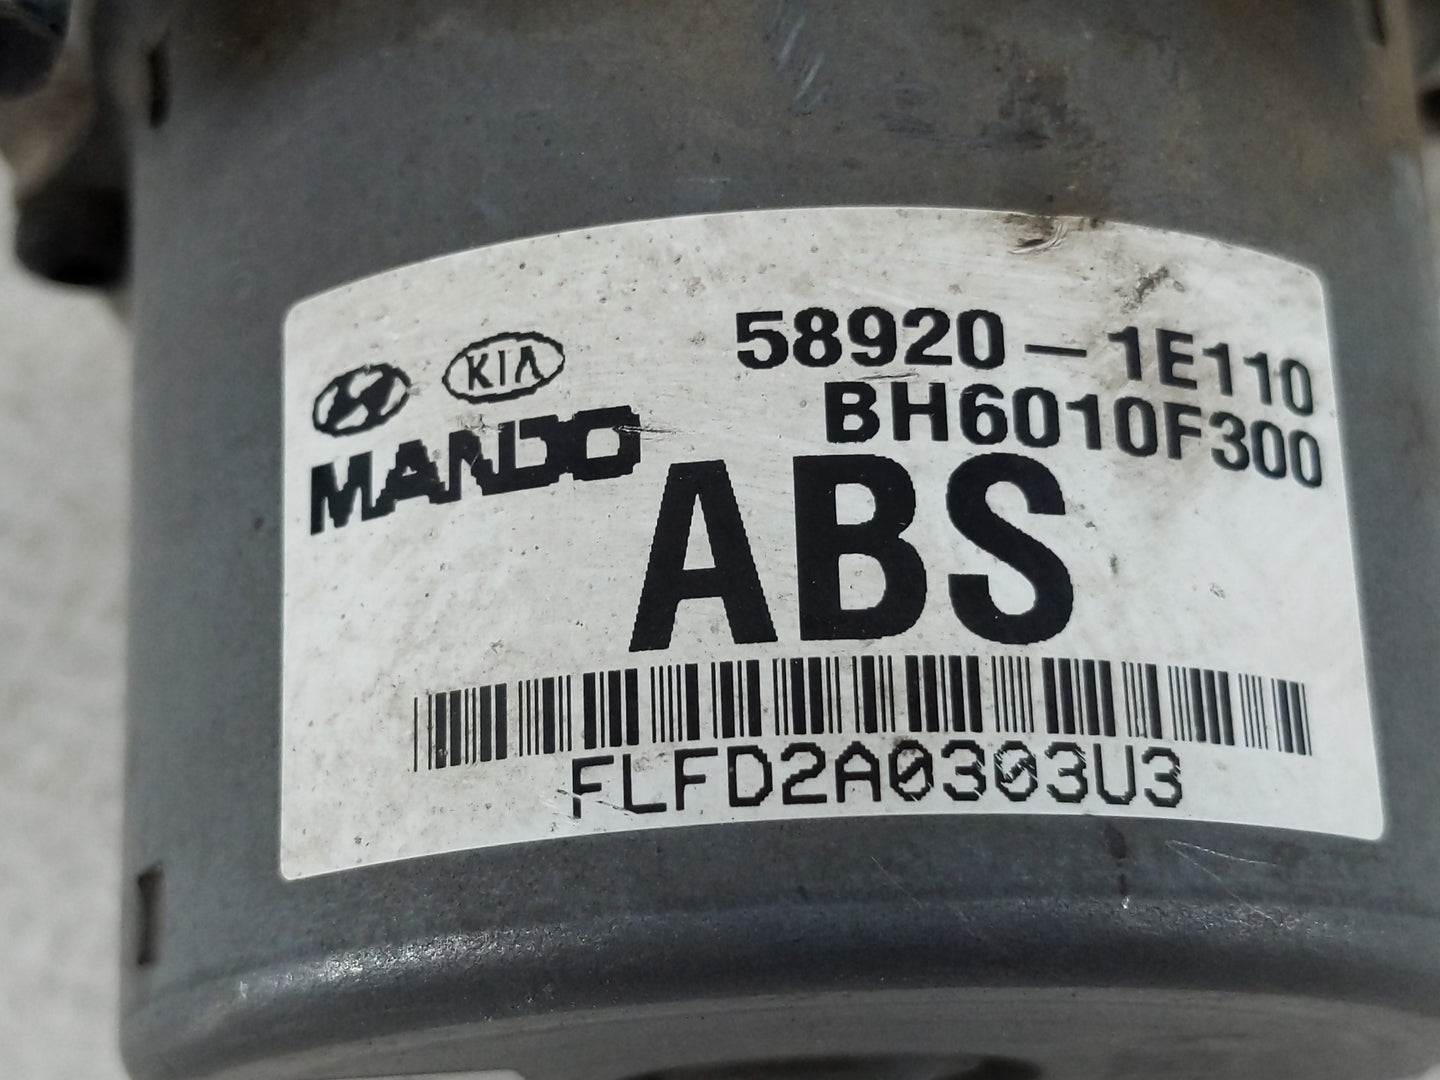 KIA 58920-1E110
MANDO BH6010F300
ABS
FLFD2A0303U3